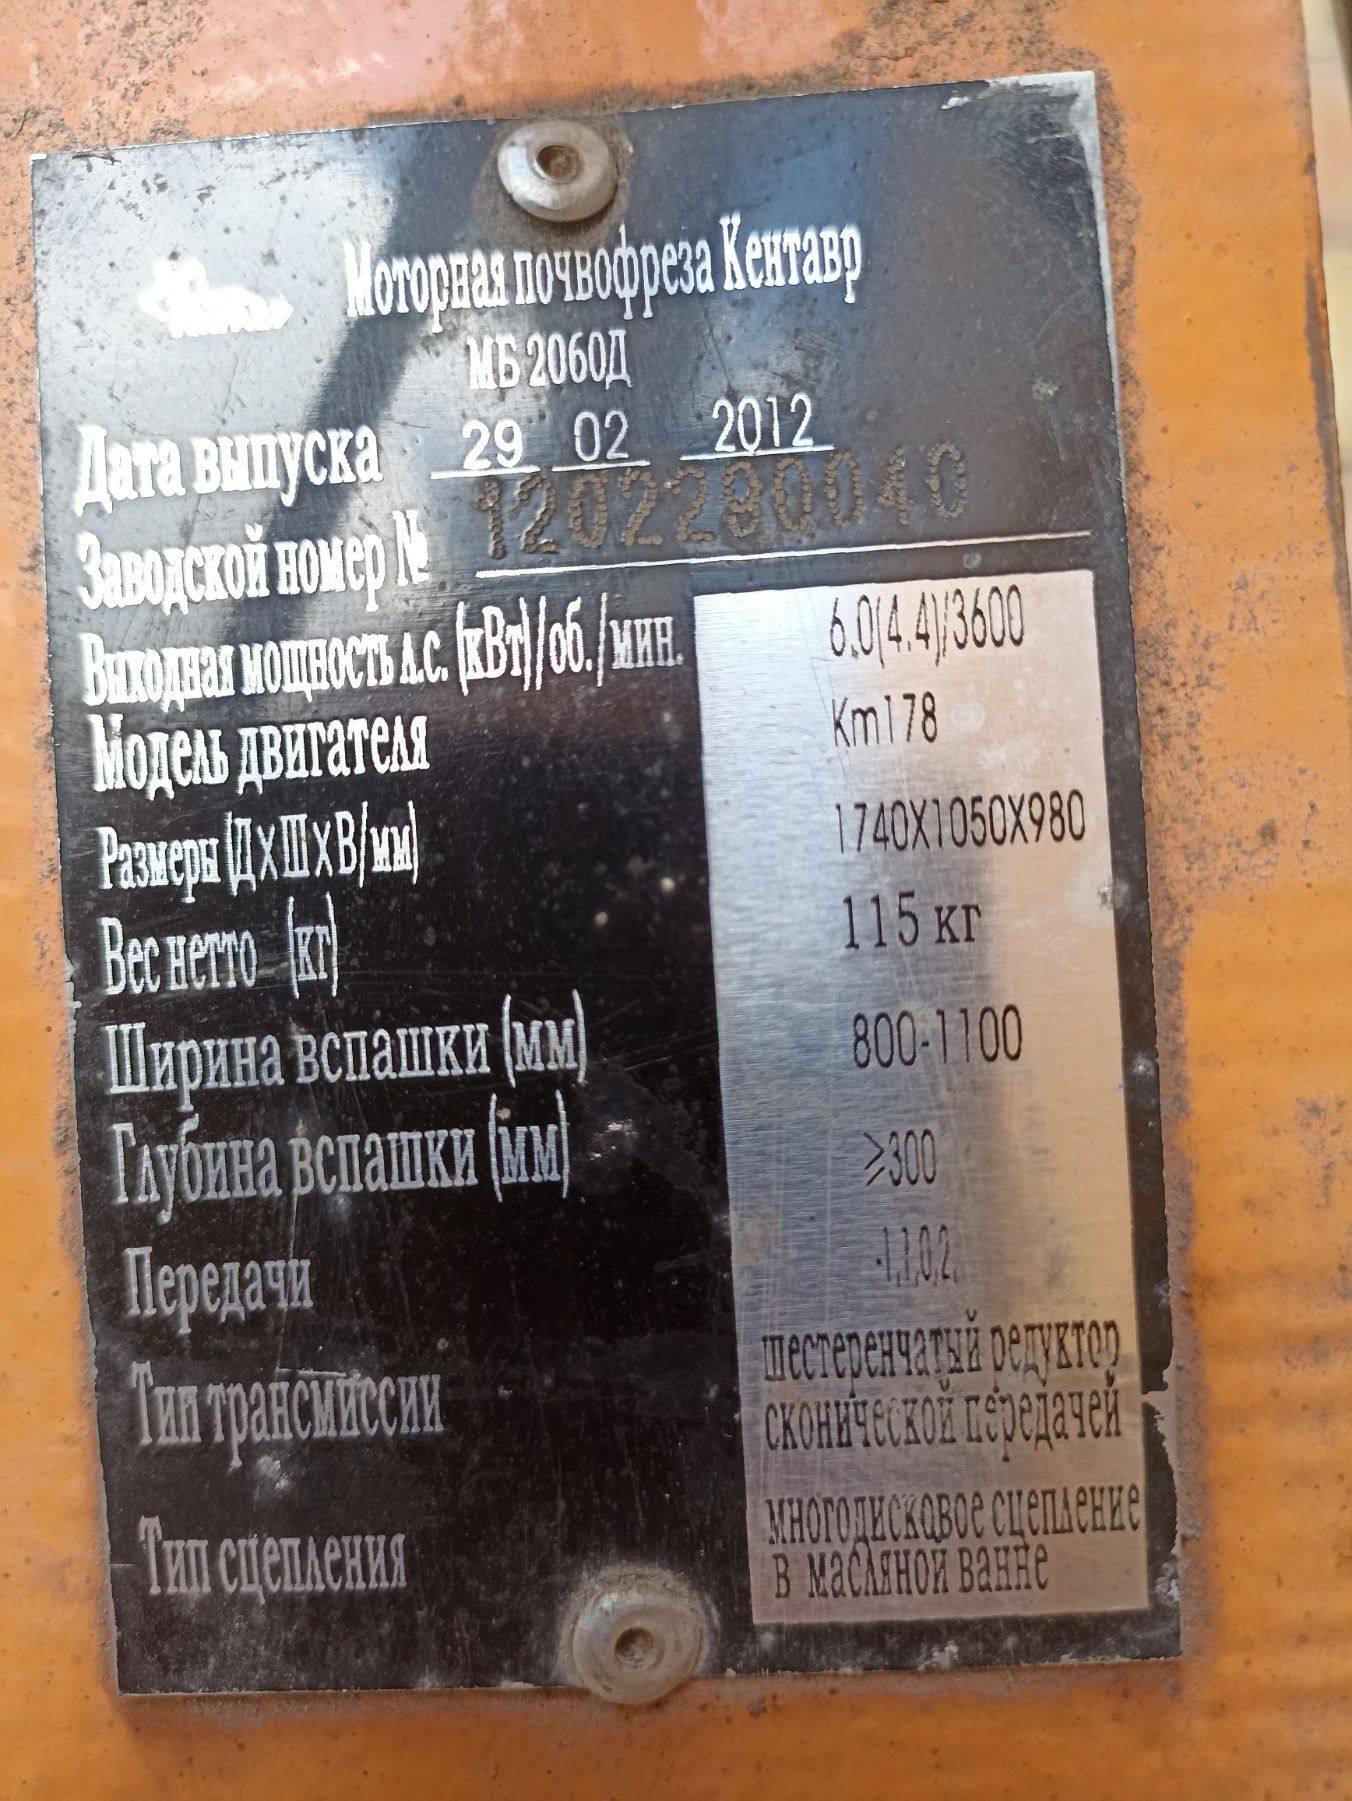 Моторная почвофреза Кентавр
МБ 2060Д
Дата выпуска 29 02 2012
Заводской номер № 1202280040
Выходная мощность л.с. (кВт)/об./мин. 6.0(4.4)/3600
Модель двигателя Km178
Размеры (ДхШхВ/мм) 1740X1050X980
Вес нетто (кг) 115 кг
Ширина вспашки (мм) 800-1100
Глубина вспашки (мм) ≥300
Передачи -1,1,0,2,
Тип трансмиссии шестеренчатый редуктор
сконической передачей
Тип сцепления многодисковое сцепление
в масляной ванне